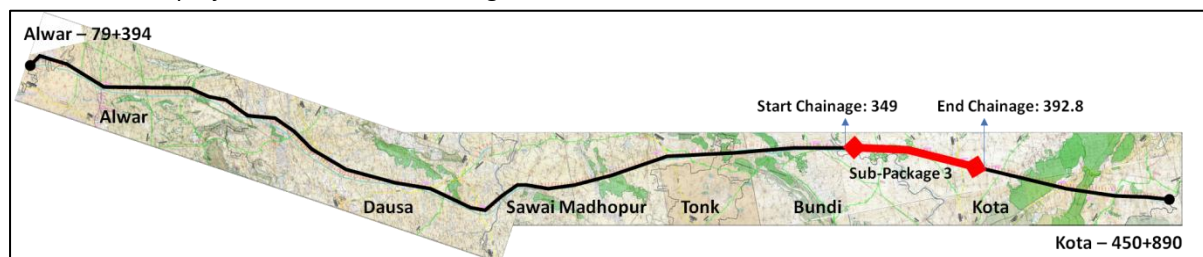 Alwar – 79+394
Start Chainage: 349
End Chainage: 392.8
Alwar
Sub-Package 3
Dausa
Sawai Madhopur
Tonk
Bundi
Kota
Kota – 450+890